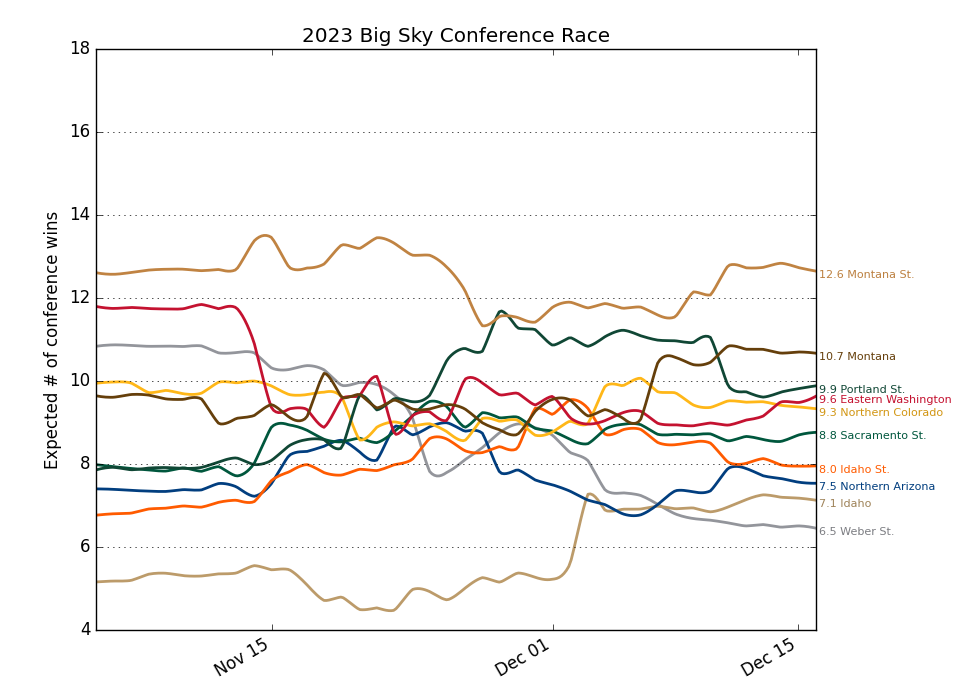 2023 Big Sky Conference Race
Expected # of conference wins
18
16
14
12
10
8
6
4
12.6 Montana St.
10.7 Montana
9.9 Portland St.
9.6 Eastern Washington
9.3 Northern Colorado
8.8 Sacramento St.
8.0 Idaho St.
7.5 Northern Arizona
7.1 Idaho
6.5 Weber St.
Nov 15
Dec 01
Dec 15